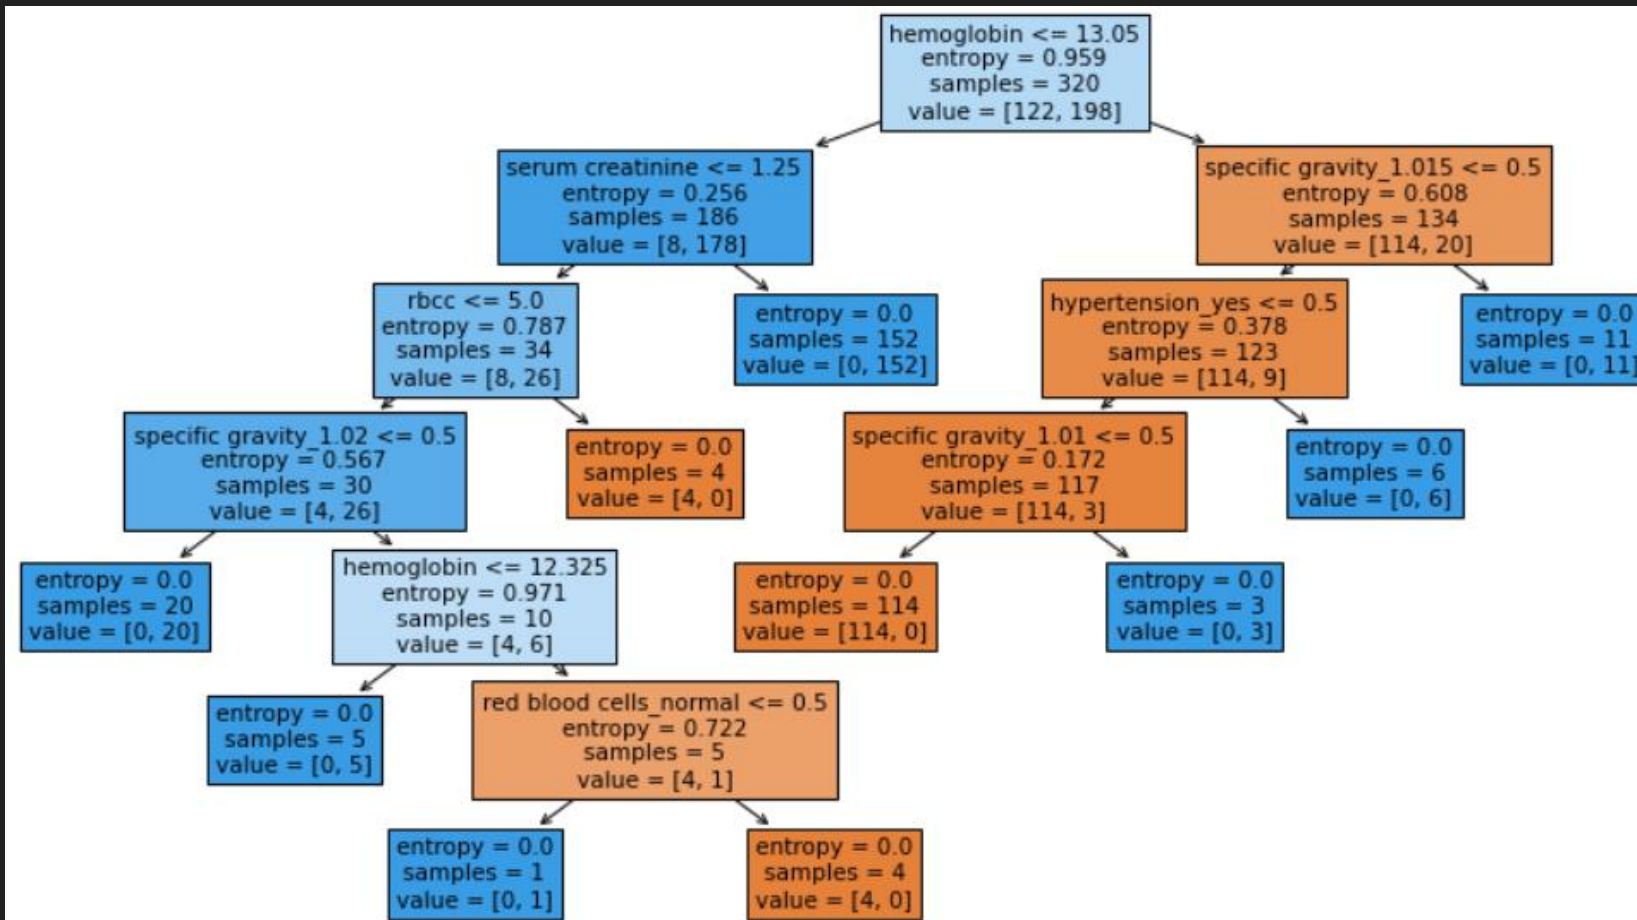 hemoglobin <= 13.05
entropy = 0.959
samples = 320
value = [122, 198]
serum creatinine <= 1.25
entropy = 0.256
samples = 186
value = [8, 178]
specific gravity_1.015 <= 0.5
entropy = 0.608
samples = 134
value = [114, 20]
rbcc <= 5.0
entropy = 0.787
samples = 34
value = [8, 26]
entropy = 0.0
samples = 152
value = [0, 152]
hypertension_yes <= 0.5
entropy = 0.378
samples = 123
value = [114, 9]
entropy = 0.0
samples = 11
value = [0, 11]
specific gravity_1.02 <= 0.5
entropy = 0.567
samples = 30
value = [4, 26]
entropy = 0.0
samples = 4
value = [4, 0]
specific gravity_1.01 <= 0.5
entropy = 0.172
samples = 117
value = [114, 3]
entropy = 0.0
samples = 6
value = [0, 6]
entropy = 0.0
samples = 20
value = [0, 20]
hemoglobin <= 12.325
entropy = 0.971
samples = 10
value = [4, 6]
entropy = 0.0
samples = 114
value = [114, 0]
entropy = 0.0
samples = 3
value = [0, 3]
entropy = 0.0
samples = 5
value = [0, 5]
red blood cells_normal <= 0.5
entropy = 0.722
samples = 5
value = [4, 1]
entropy = 0.0
samples = 1
value = [0, 1]
entropy = 0.0
samples = 4
value = [4, 0]